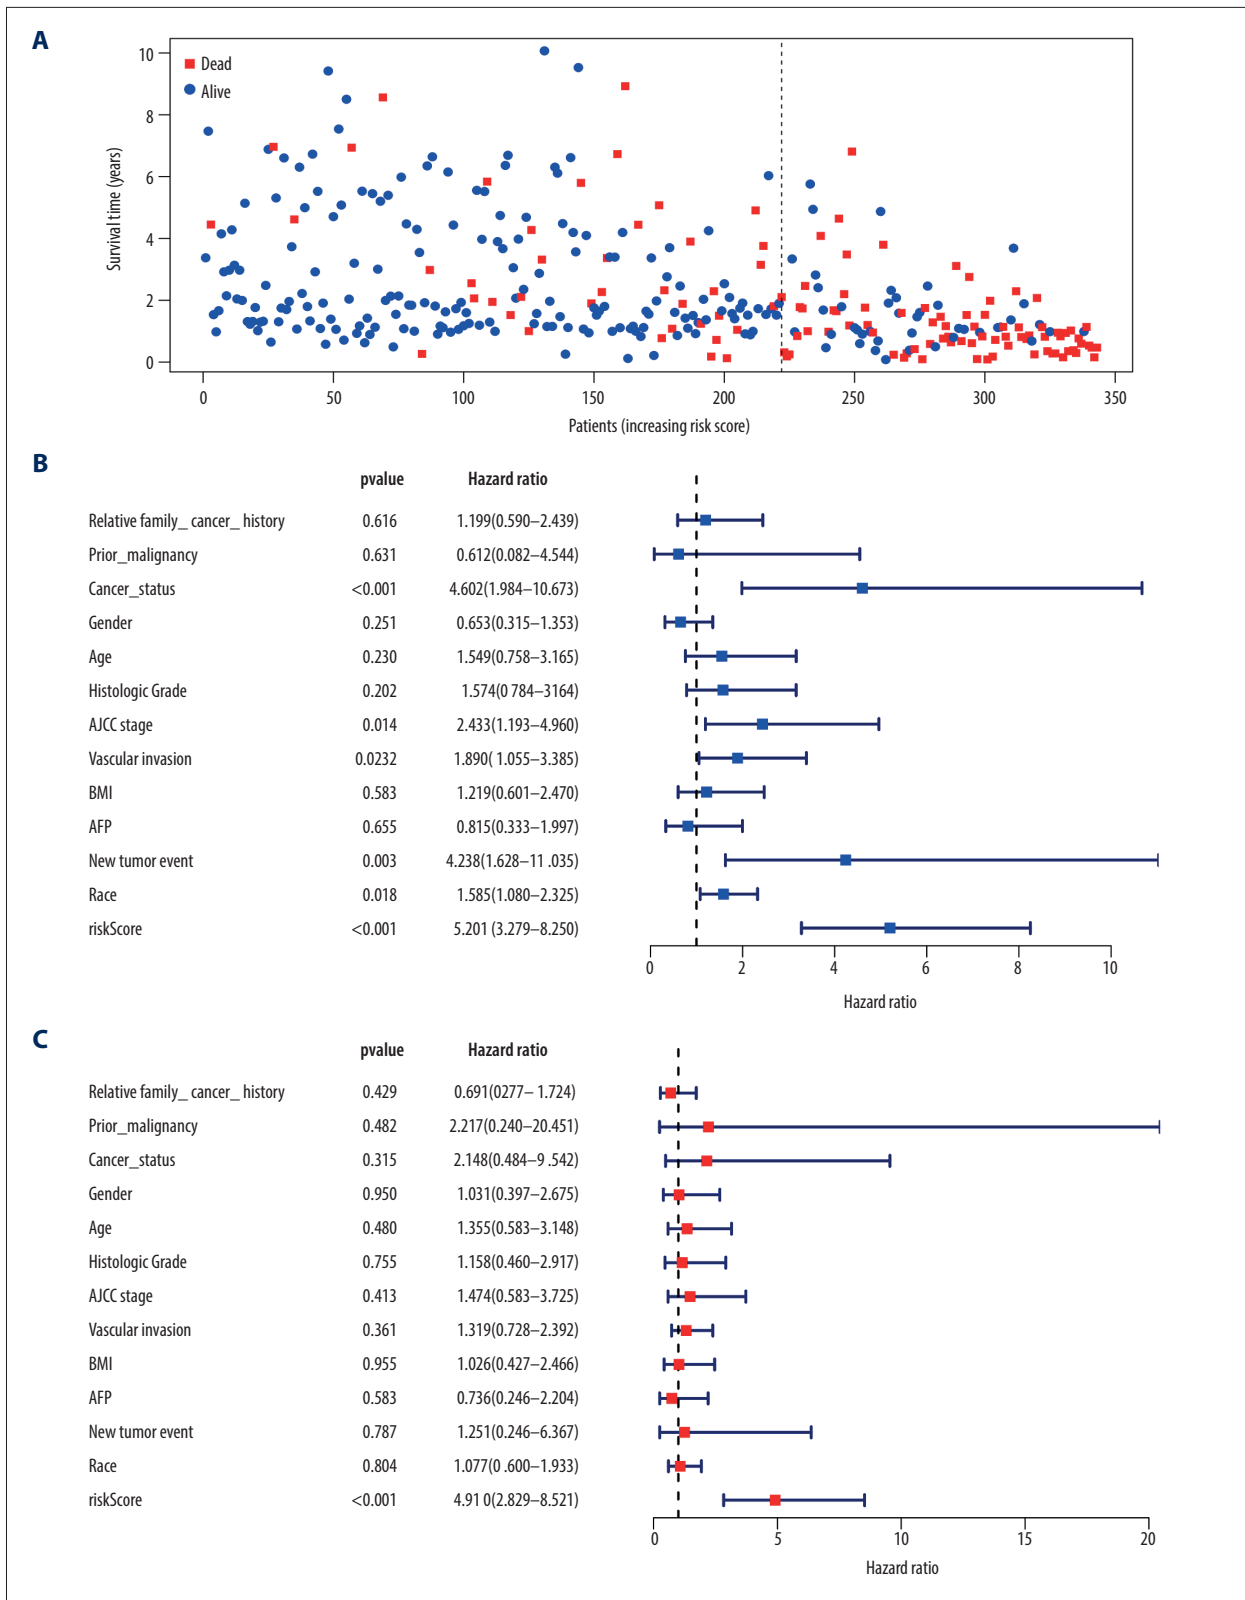 A
10
8
6
4
2
0
Survival time (years)
Dead
Alive
0 50 100 150 200 250 300 350
Patients (increasing risk score)
B
pvalue Hazard ratio
Relative family_ cancer_ history 0.616 1.199(0.590–2.439)
Prior_malignancy 0.631 0.612(0.082–4.544)
Cancer_status <0.001 4.602(1.984–10.673)
Gender 0.251 0.653(0.315–1.353)
Age 0.230 1.549(0.758–3.165)
Histologic Grade 0.202 1.574(0 784–3164)
AJCC stage 0.014 2.433(1.193–4.960)
Vascular invasion 0.0232 1.890( 1.055–3.385)
BMI 0.583 1.219(0.601–2.470)
AFP 0.655 0.815(0.333–1.997)
New tumor event 0.003 4.238(1.628–11 .035)
Race 0.018 1.585(1.080–2.325)
riskScore <0.001 5.201 (3.279–8.250)
0 2 4 6 8 10
Hazard ratio
C
pvalue Hazard ratio
Relative family_ cancer_ history 0.429 0.691(0277– 1.724)
Prior_malignancy 0.482 2.217(0.240–20.451)
Cancer_status 0.315 2.148(0.484–9 .542)
Gender 0.950 1.031(0.397–2.675)
Age 0.480 1.355(0.583–3.148)
Histologic Grade 0.755 1.158(0.460–2.917)
AJCC stage 0.413 1.474(0.583–3.725)
Vascular invasion 0.361 1.319(0.728–2.392)
BMI 0.955 1.026(0.427–2.466)
AFP 0.583 0.736(0.246–2.204)
New tumor event 0.787 1.251(0.246–6.367)
Race 0.804 1.077(0 .600–1.933)
riskScore <0.001 4.91 0(2.829–8.521)
0 5 10 15 20
Hazard ratio